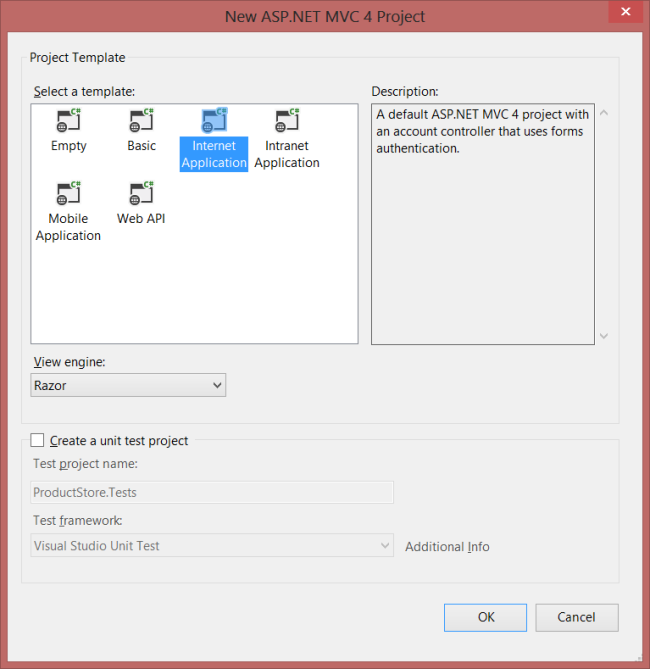 New ASP.NET MVC 4 Project
Project Template
Select a template:
Description:
C#
C#
C#
C#
Empty
Basic
Internet
Application
Intranet
Application
C#
C#
Mobile
Application
Web API
A default ASP.NET MVC 4 project with
an account controller that uses forms
authentication.
View engine:
Razor
Create a unit test project
Test project name:
ProductStore.Tests
Test framework:
Visual Studio Unit Test
Additional Info
OK
Cancel